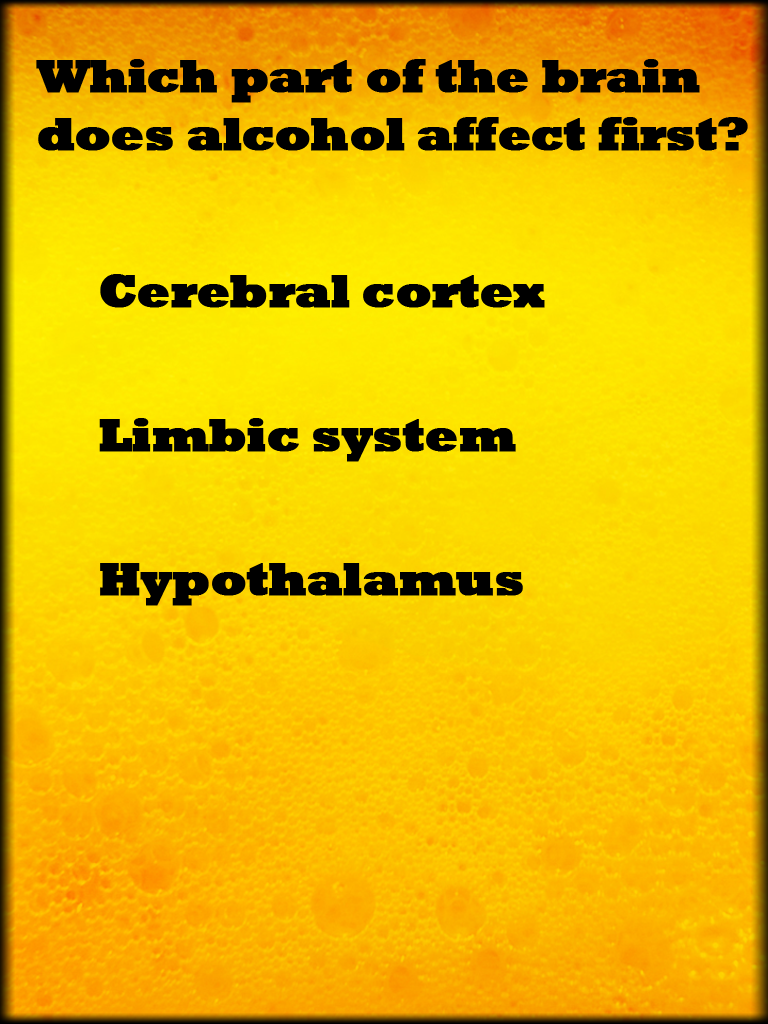 Which part of the brain
does alcohol affect first?
Cerebral cortex
Limbic system
Hypothalamus